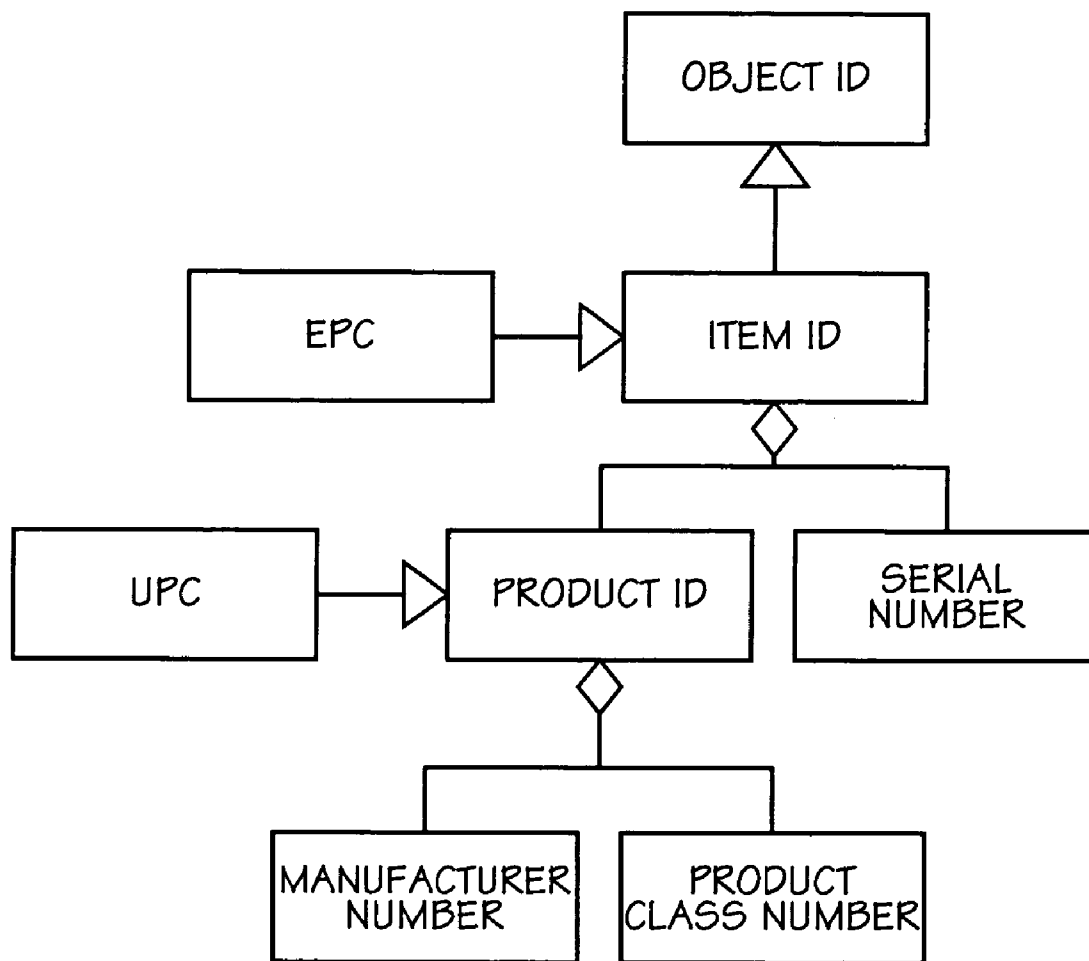 OBJECT ID
EPC
ITEM ID
UPC
PRODUCT ID
SERIAL
NUMBER
MANUFACTURER
NUMBER
PRODUCT
CLASS NUMBER